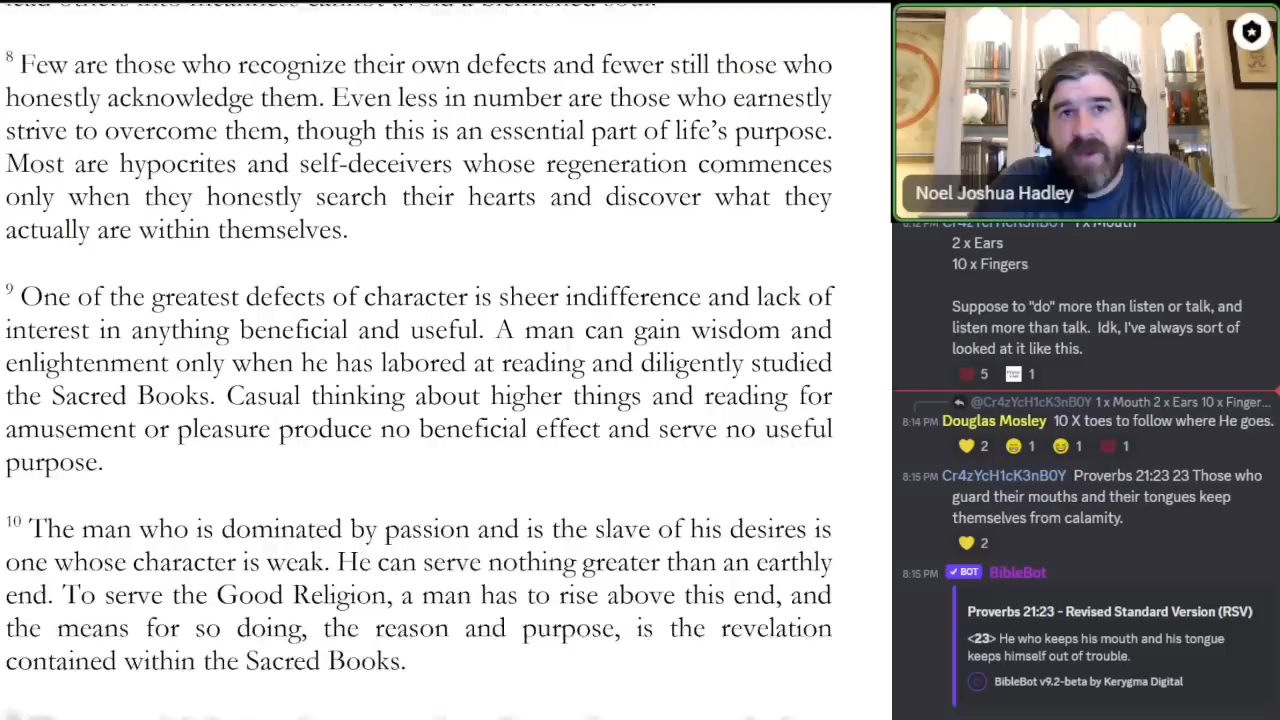 8 Few are those who recognize their own defects and fewer still those who
honestly acknowledge them. Even less in number are those who earnestly
strive to overcome them, though this is an essential part of life's purpose.
Most are hypocrites and self-deceivers whose regeneration commences
only when they honestly search their hearts and discover what they
actually are within themselves.
9 One of the greatest defects of character is sheer indifference and lack of
interest in anything beneficial and useful. A man can gain wisdom and
enlightenment only when he has labored at reading and diligently studied
the Sacred Books. Casual thinking about higher things and reading for
amusement or pleasure produce no beneficial effect and serve no useful
purpose.
10 The man who is dominated by passion and is the slave of his desires is
one whose character is weak. He can serve nothing greater than an earthly
end. To serve the Good Religion, a man has to rise above this end, and
the means for so doing, the reason and purpose, is the revelation
contained within the Sacred Books.
Noel Joshua Hadley
8:12 PM Cr4zYcH1cK3nB0Y 1 x Mouth
2 x Ears
10 x Fingers
Suppose to "do" more than listen or talk, and
listen more than talk. Idk, I've always sort of
looked at it like this.
5 1
@Cr4zYcH1cK3nB0Y 1 x Mouth 2 x Ears 10 x Finger...
8:14 PM Douglas Mosley 10 X toes to follow where He goes.
2 1 1 1
8:15 PM Cr4zYcH1cK3nB0Y Proverbs 21:23 23 Those who
guard their mouths and their tongues keep
themselves from calamity.
2
8:15 PM ✓ BOT BibleBot
Proverbs 21:23 - Revised Standard Version (RSV)
<23> He who keeps his mouth and his tongue
keeps himself out of trouble.
BibleBot v9.2-beta by Kerygma Digital